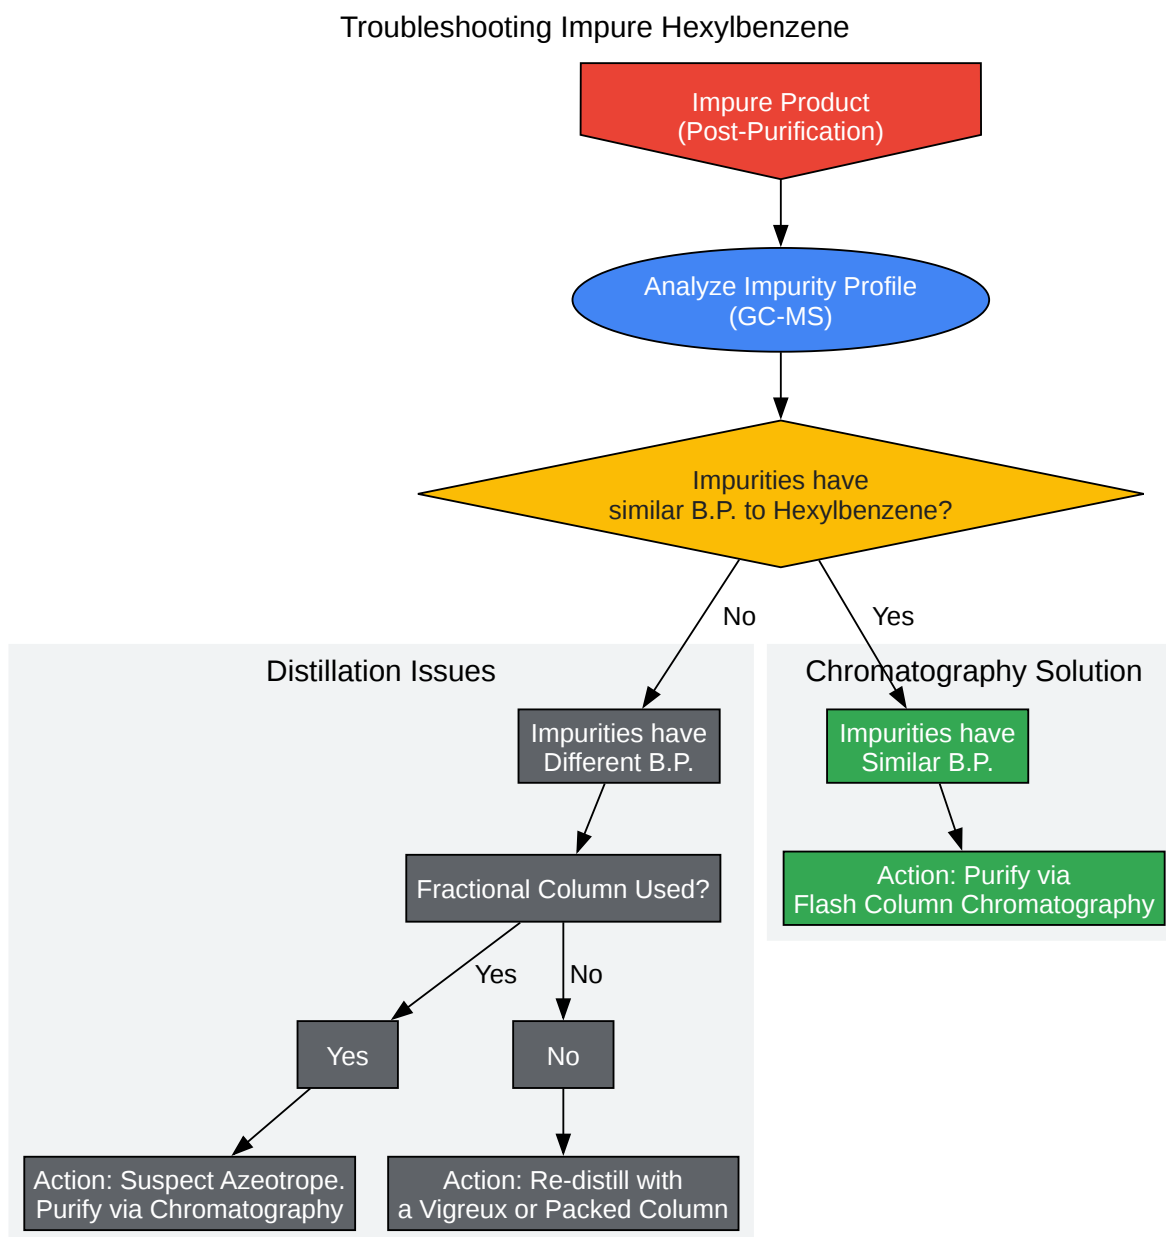 Troubleshooting Impure Hexylbenzene
Impure Product
(Post-Purification)
Analyze Impurity Profile
(GC-MS)
Impurities have
similar B.P. to Hexylbenzene?
No
Yes
Distillation Issues
Chromatography Solution
Impurities have
Different B.P.
Impurities have
Similar B.P.
Fractional Column Used?
Action: Purify via
Flash Column Chromatography
Yes
No
Yes
No
Action: Suspect Azeotrope.
Purify via Chromatography
Action: Re-distill with
a Vigreux or Packed Column